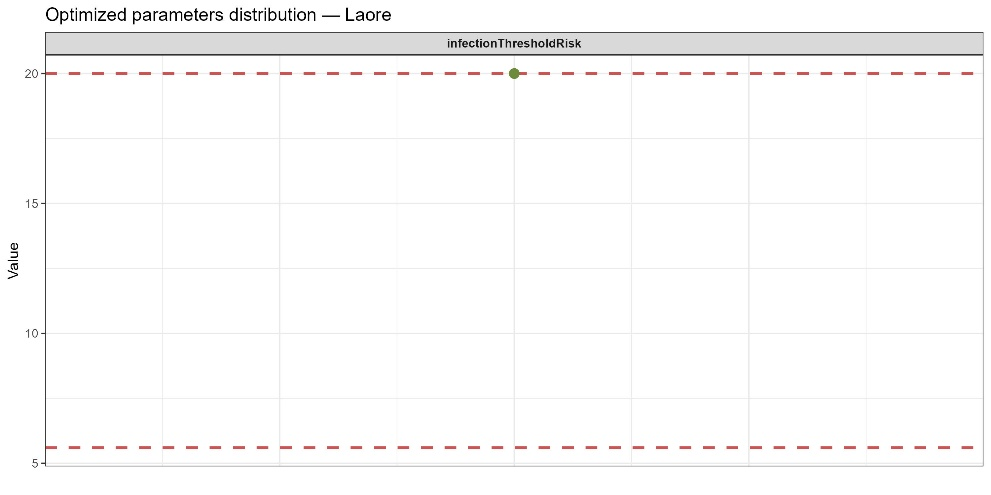 Optimized parameters distribution — Laore
infectionThresholdRisk
20
15
10
5
Value